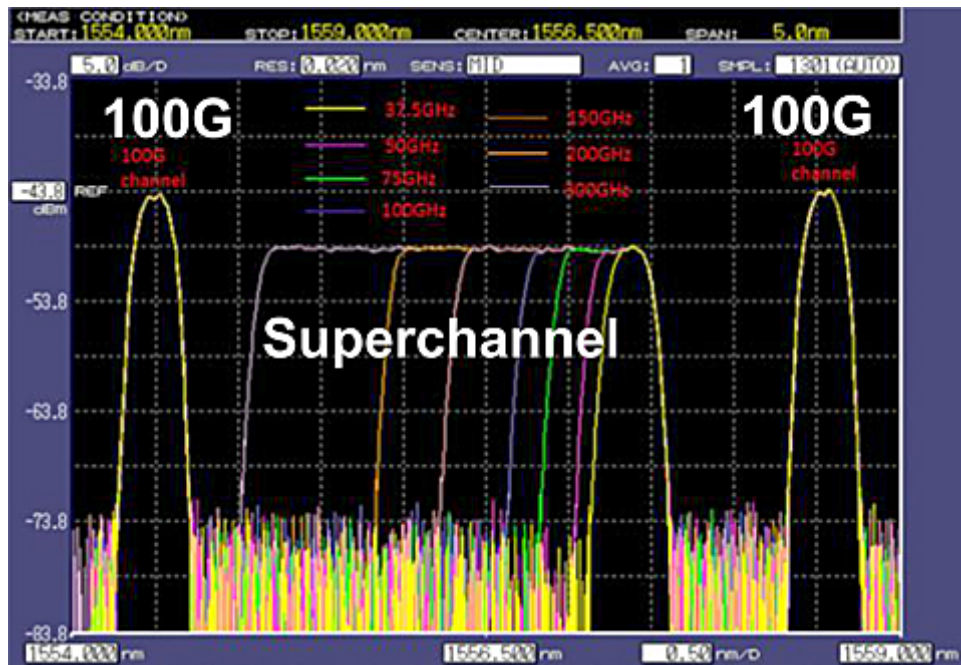 <MEAS CONDITION>
START:1554.000nm STOP:1559.000nm CENTER:1556.500nm SPAN: 5.0nm
5.0 dB/D RES:0.020 nm SENS:MID AVG: 1 SMPL: 1301(AUTO)
-33.8
100G 37.5GHz 150GHz 100G
100G channel 50GHz 200GHz 100G channel
-43.8 REF 75GHz 300GHz
dBm 100GHz
-53.8
Superchannel
-63.8
-73.8
-83.8
1554.000 nm 1556.500 nm 0.50 nm/D 1559.000 nm